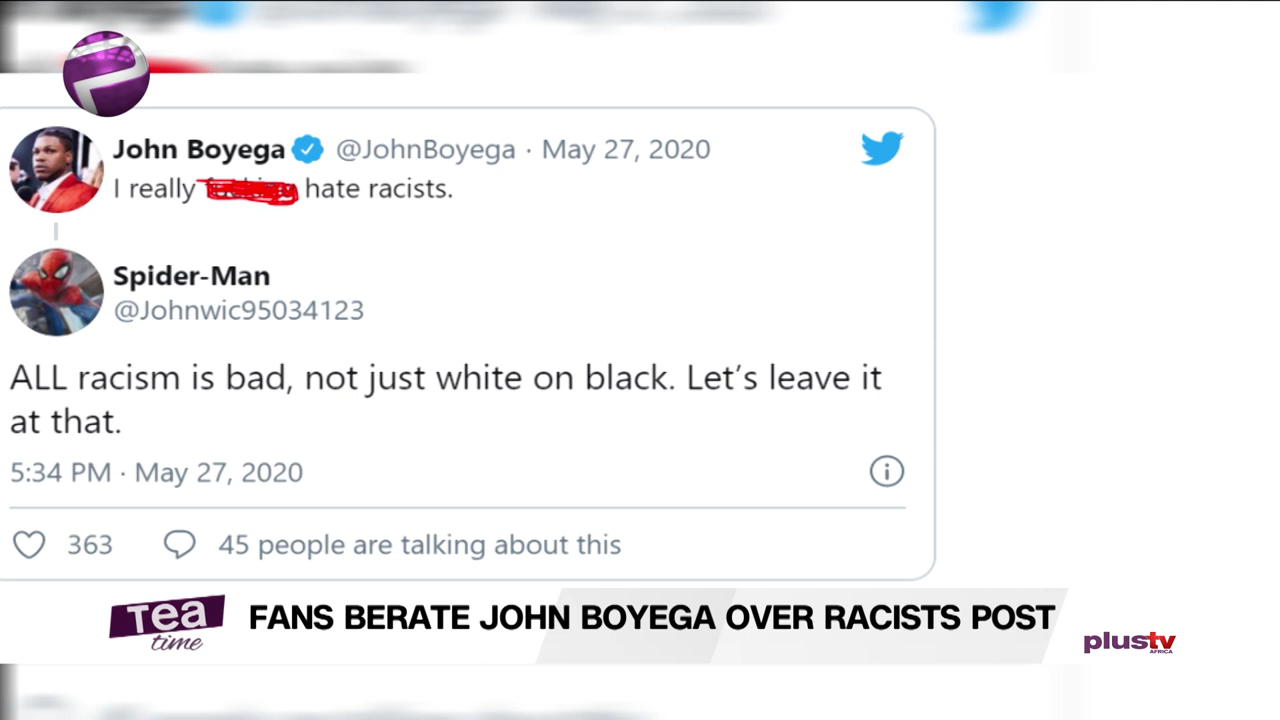 John Boyega @JohnBoyega · May 27, 2020
I really hate racists.
Spider-Man
@Johnwic95034123
ALL racism is bad, not just white on black. Let's leave it
at that.
5:34 PM · May 27, 2020
363 45 people are talking about this
Tea
time
FANS BERATE JOHN BOYEGA OVER RACISTS POST
plustv
AFRICA